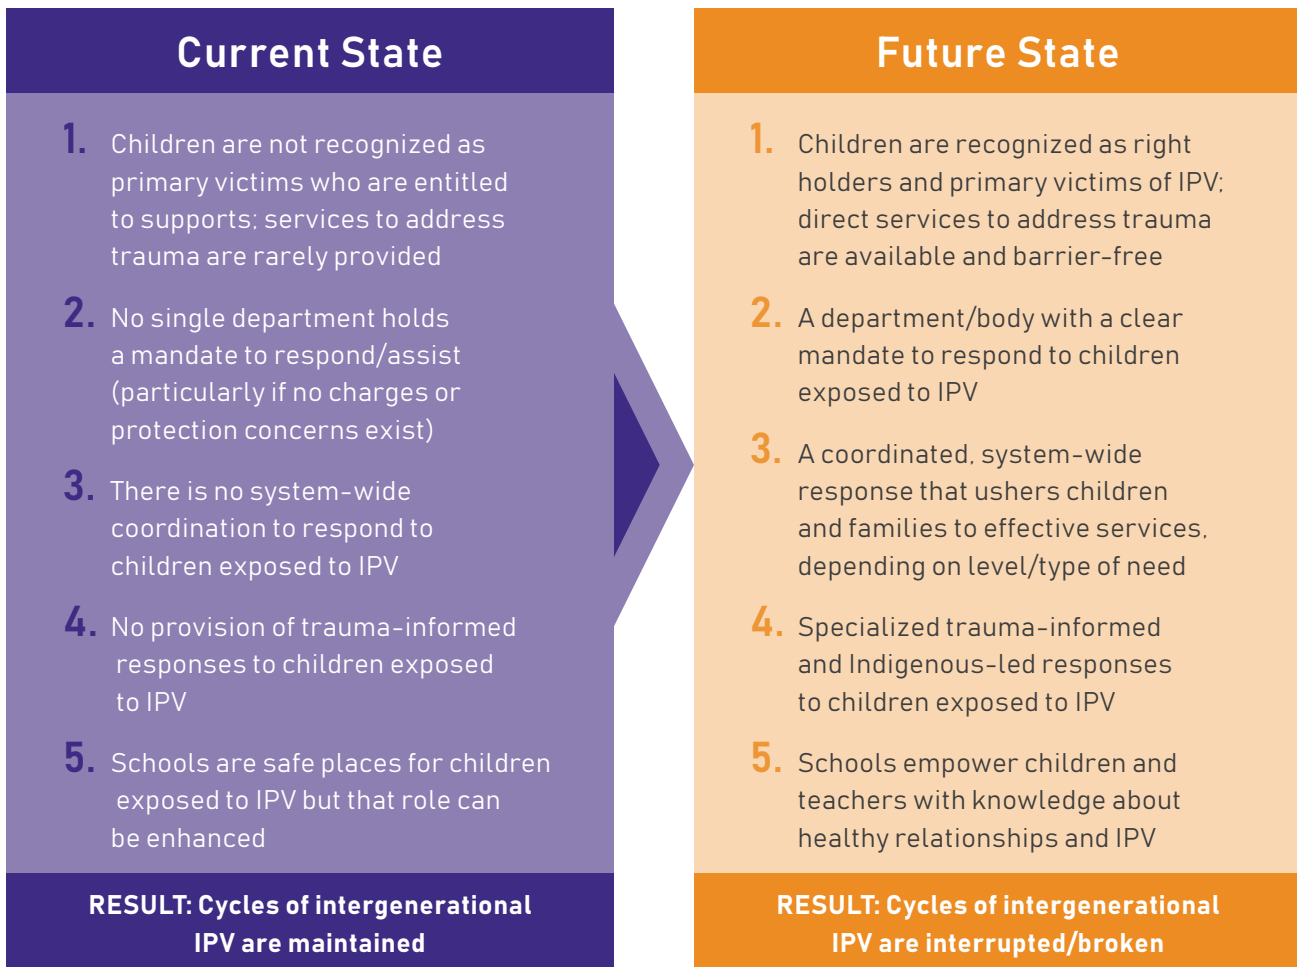 Current State
1. Children are not recognized as
primary victims who are entitled
to supports; services to address
trauma are rarely provided
2. No single department holds
a mandate to respond/assist
(particularly if no charges or
protection concerns exist)
3. There is no system-wide
coordination to respond to
children exposed to IPV
4. No provision of trauma-informed
responses to children exposed
to IPV
5. Schools are safe places for children
exposed to IPV but that role can
be enhanced
RESULT: Cycles of intergenerational
IPV are maintained
Future State
1. Children are recognized as right
holders and primary victims of IPV;
direct services to address trauma
are available and barrier-free
2. A department/body with a clear
mandate to respond to children
exposed to IPV
3. A coordinated, system-wide
response that ushers children
and families to effective services,
depending on level/type of need
4. Specialized trauma-informed
and Indigenous-led responses
to children exposed to IPV
5. Schools empower children and
teachers with knowledge about
healthy relationships and IPV
RESULT: Cycles of intergenerational
IPV are interrupted/broken